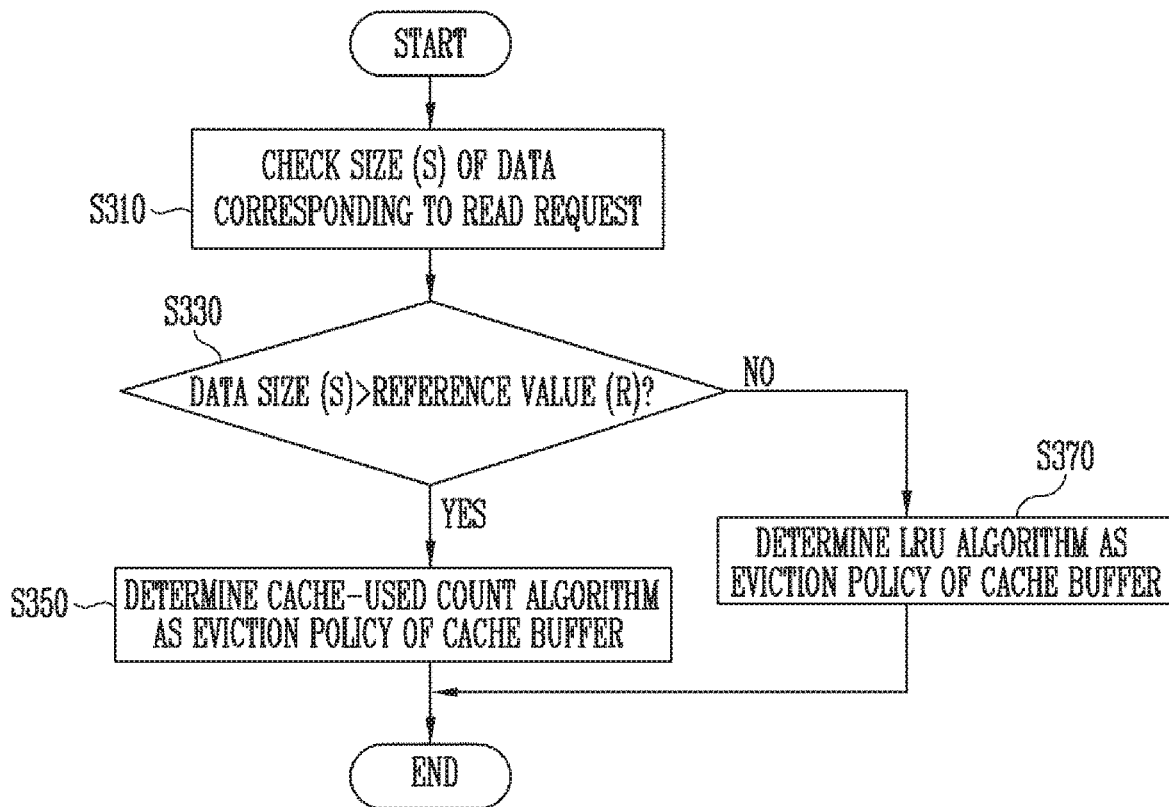 START
CHECK SIZE (S) OF DATA
CORRESPONDING TO READ REQUEST
S310
S330
DATA SIZE (S)>REFERENCE VALUE (R)?
NO
YES
S370
DETERMINE LRU ALGORITHM AS
EVICTION POLICY OF CACHE BUFFER
S350
DETERMINE CACHE-USED COUNT ALGORITHM
AS EVICTION POLICY OF CACHE BUFFER
END